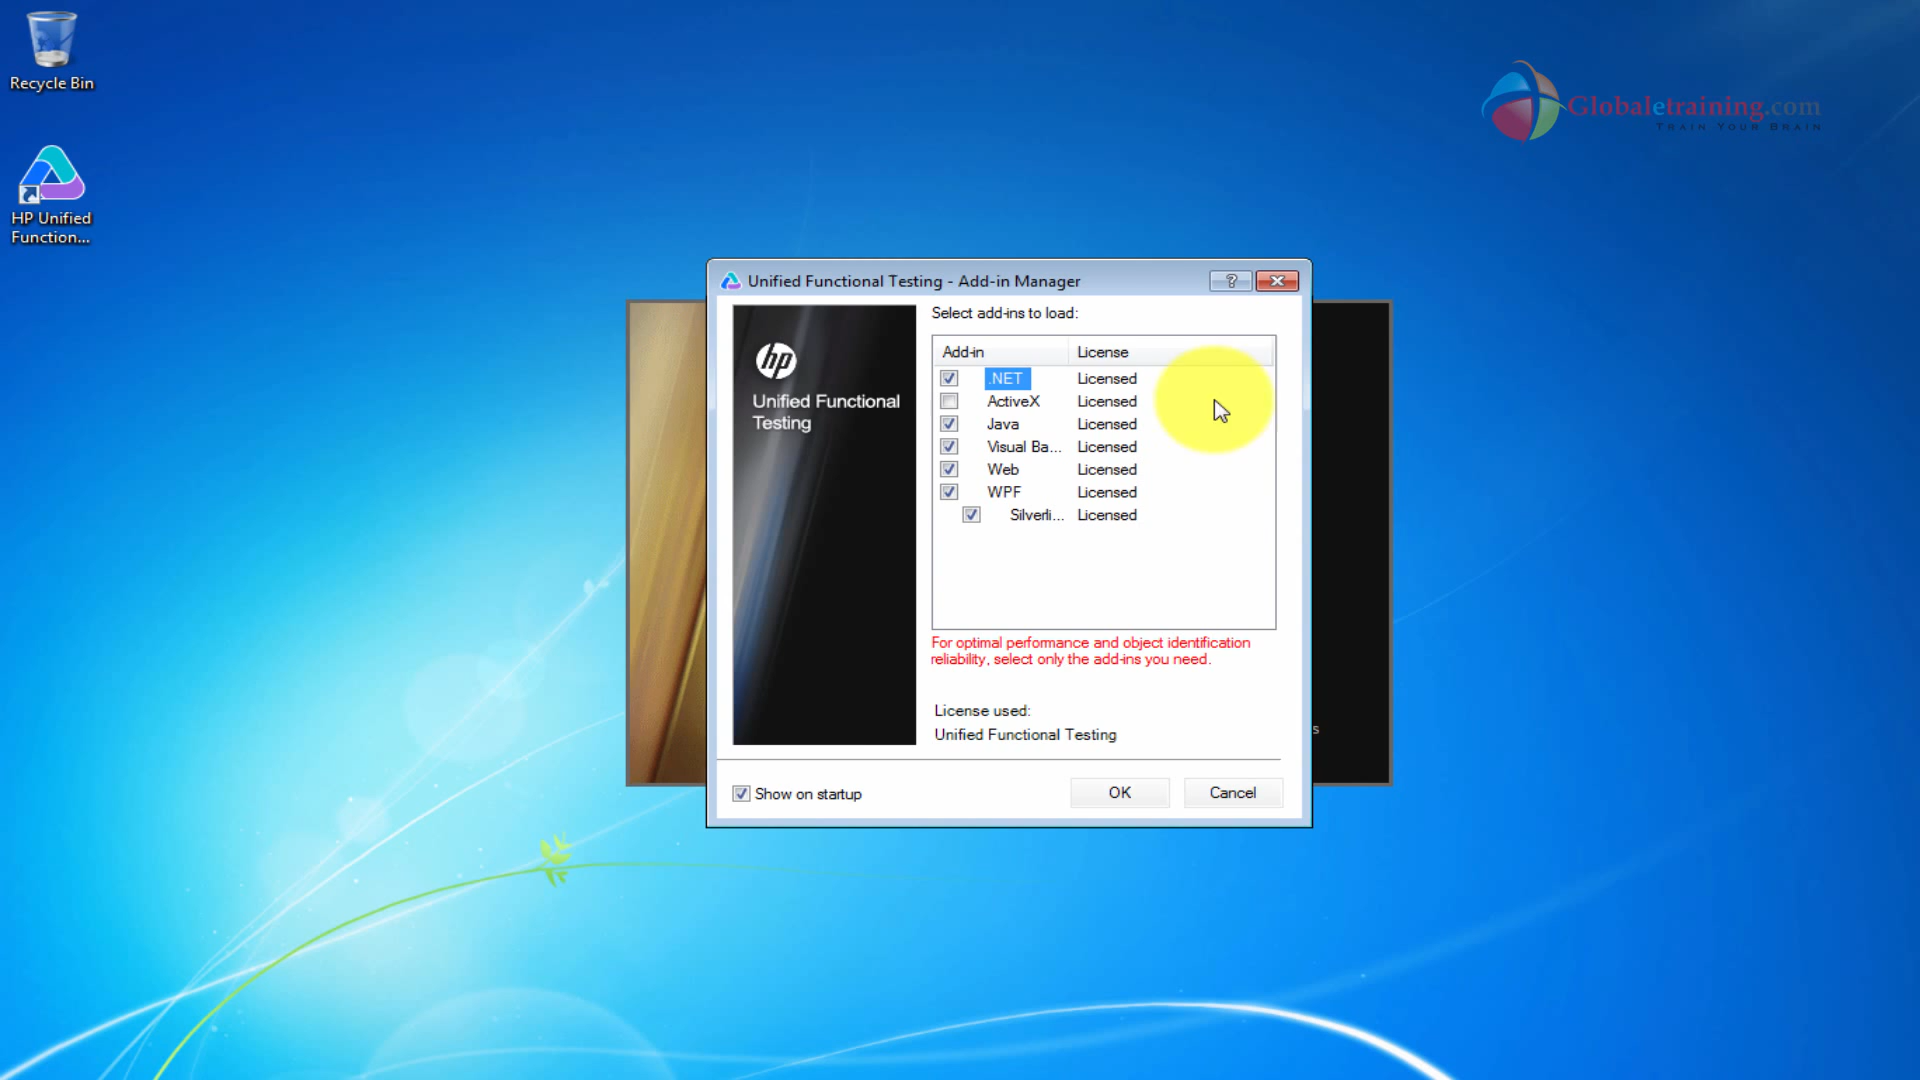 Recycle Bin
HP Unified
Function...
Globaletraining.com
TRAIN YOUR BRAIN
Unified Functional Testing - Add-in Manager
?
hp
Unified Functional
Testing
Select add-ins to load:
Add-in License
.NET Licensed
ActiveX Licensed
Java Licensed
Visual Ba... Licensed
Web Licensed
WPF Licensed
Silverli... Licensed
For optimal performance and object identification
reliability, select only the add-ins you need.
License used:
Unified Functional Testing
s
Show on startup
OK
Cancel